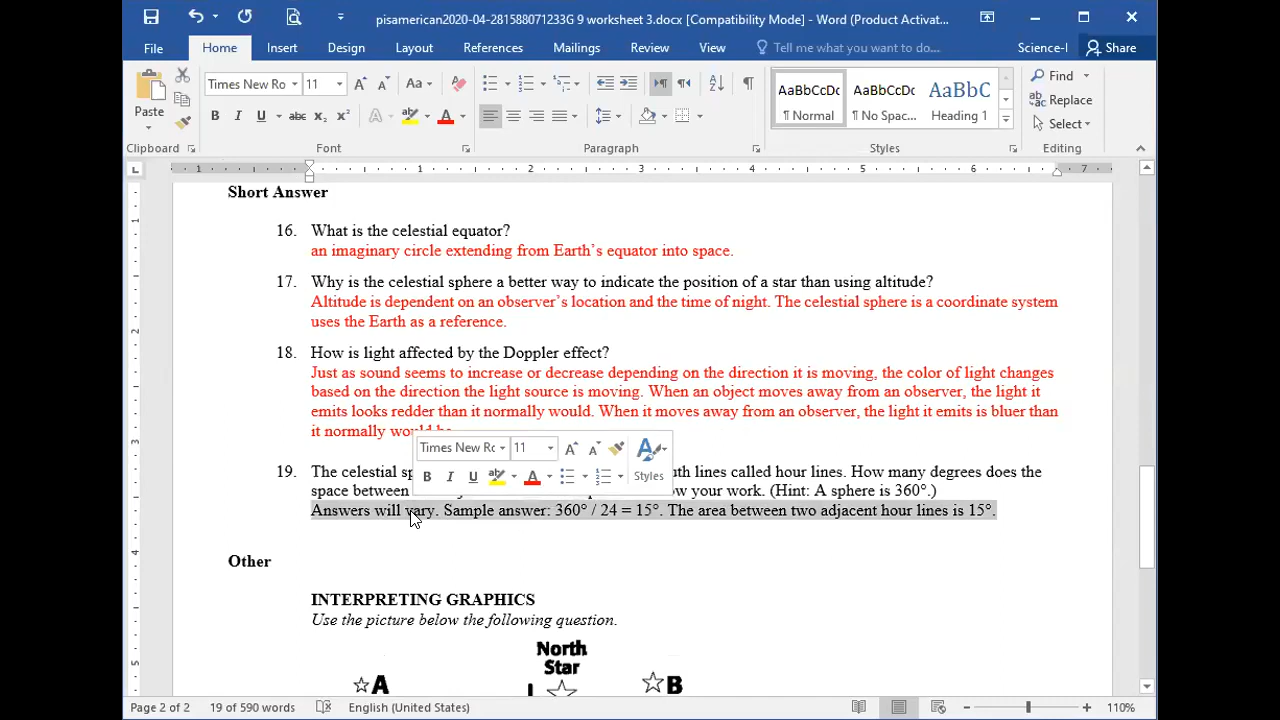 pisamerican2020-04-281588071233G 9 worksheet 3.docx [Compatibility Mode] - Word (Product Activat...
File Home Insert Design Layout References Mailings Review View Tell me what you want to do... Science-I Share
Paste
Clipboard
Times New Ro 11
Font
Paragraph
AaBbCcDc AaBbCcDc AaBbC
¶ Normal ¶ No Spac... Heading 1
Styles
Find
Replace
Select
Editing
1 1 2 3 4 5 6 7
Short Answer
16. What is the celestial equator?
an imaginary circle extending from Earth’s equator into space.
17. Why is the celestial sphere a better way to indicate the position of a star than using altitude?
Altitude is dependent on an observer’s location and the time of night. The celestial sphere is a coordinate system
uses the Earth as a reference.
18. How is light affected by the Doppler effect?
Just as sound seems to increase or decrease depending on the direction it is moving, the color of light changes
based on the direction the light source is moving. When an object moves away from an observer, the light it
emits looks redder than it normally would. When it moves away from an observer, the light it emits is bluer than
it normally would be.
Times New Ro 11
Styles
19. The celestial sp uth lines called hour lines. How many degrees does the
space between ow your work. (Hint: A sphere is 360°.)
Answers will vary. Sample answer: 360° / 24 = 15°. The area between two adjacent hour lines is 15°.
Other
INTERPRETING GRAPHICS
Use the picture below the following question.
North
Star
A B
Page 2 of 2 19 of 590 words English (United States) 110%